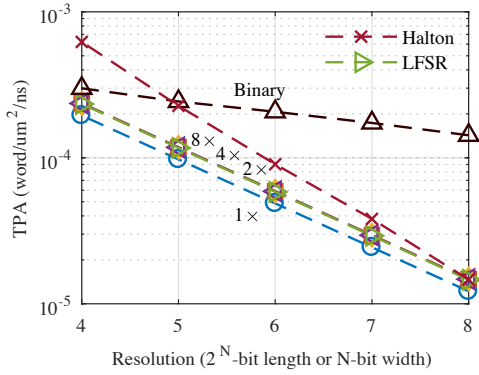 10^-3
Halton
LFSR
Binary
TPA (word/um^2/ns)
10^-4
8×
4×
2×
1×
10^-5
4 5 6 7 8
Resolution (2^N-bit length or N-bit width)